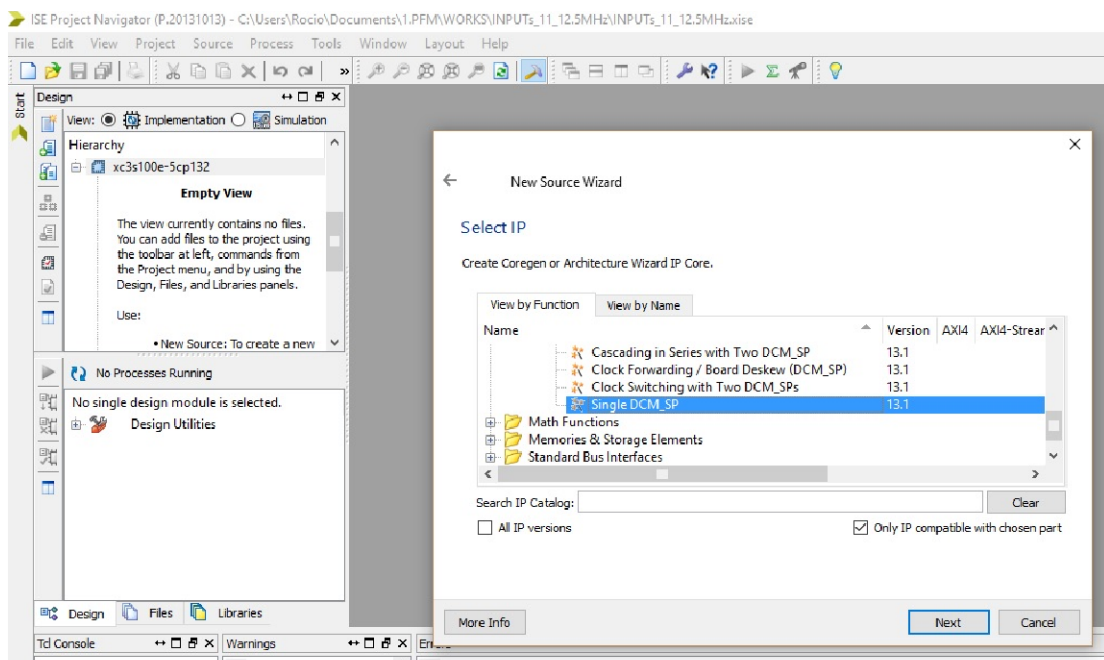 ISE Project Navigator (P.20131013) - C:\Users\Rocio\Documents\1.PFM\WORKS\INPUTs_11_12.5MHz\INPUTs_11_12.5MHz.xise
File Edit View Project Source Process Tools Window Layout Help
Start
Design
View: Implementation Simulation
Hierarchy
xc3s100e-5cp132
Empty View
The view currently contains no files.
You can add files to the project using
the toolbar at left, commands from
the Project menu, and by using the
Design, Files, and Libraries panels.
Use:
• New Source: To create a new
No Processes Running
No single design module is selected.
Design Utilities
Design Files Libraries
Tcl Console
Warnings
New Source Wizard
Select IP
Create Coregen or Architecture Wizard IP Core.
View by Function View by Name
Name Version AXI4 AXI4-Strear
Cascading in Series with Two DCM_SP 13.1
Clock Forwarding / Board Deskew (DCM_SP) 13.1
Clock Switching with Two DCM_SPs 13.1
Single DCM_SP 13.1
Math Functions
Memories & Storage Elements
Standard Bus Interfaces
Search IP Catalog: Clear
All IP versions Only IP compatible with chosen part
More Info Next Cancel